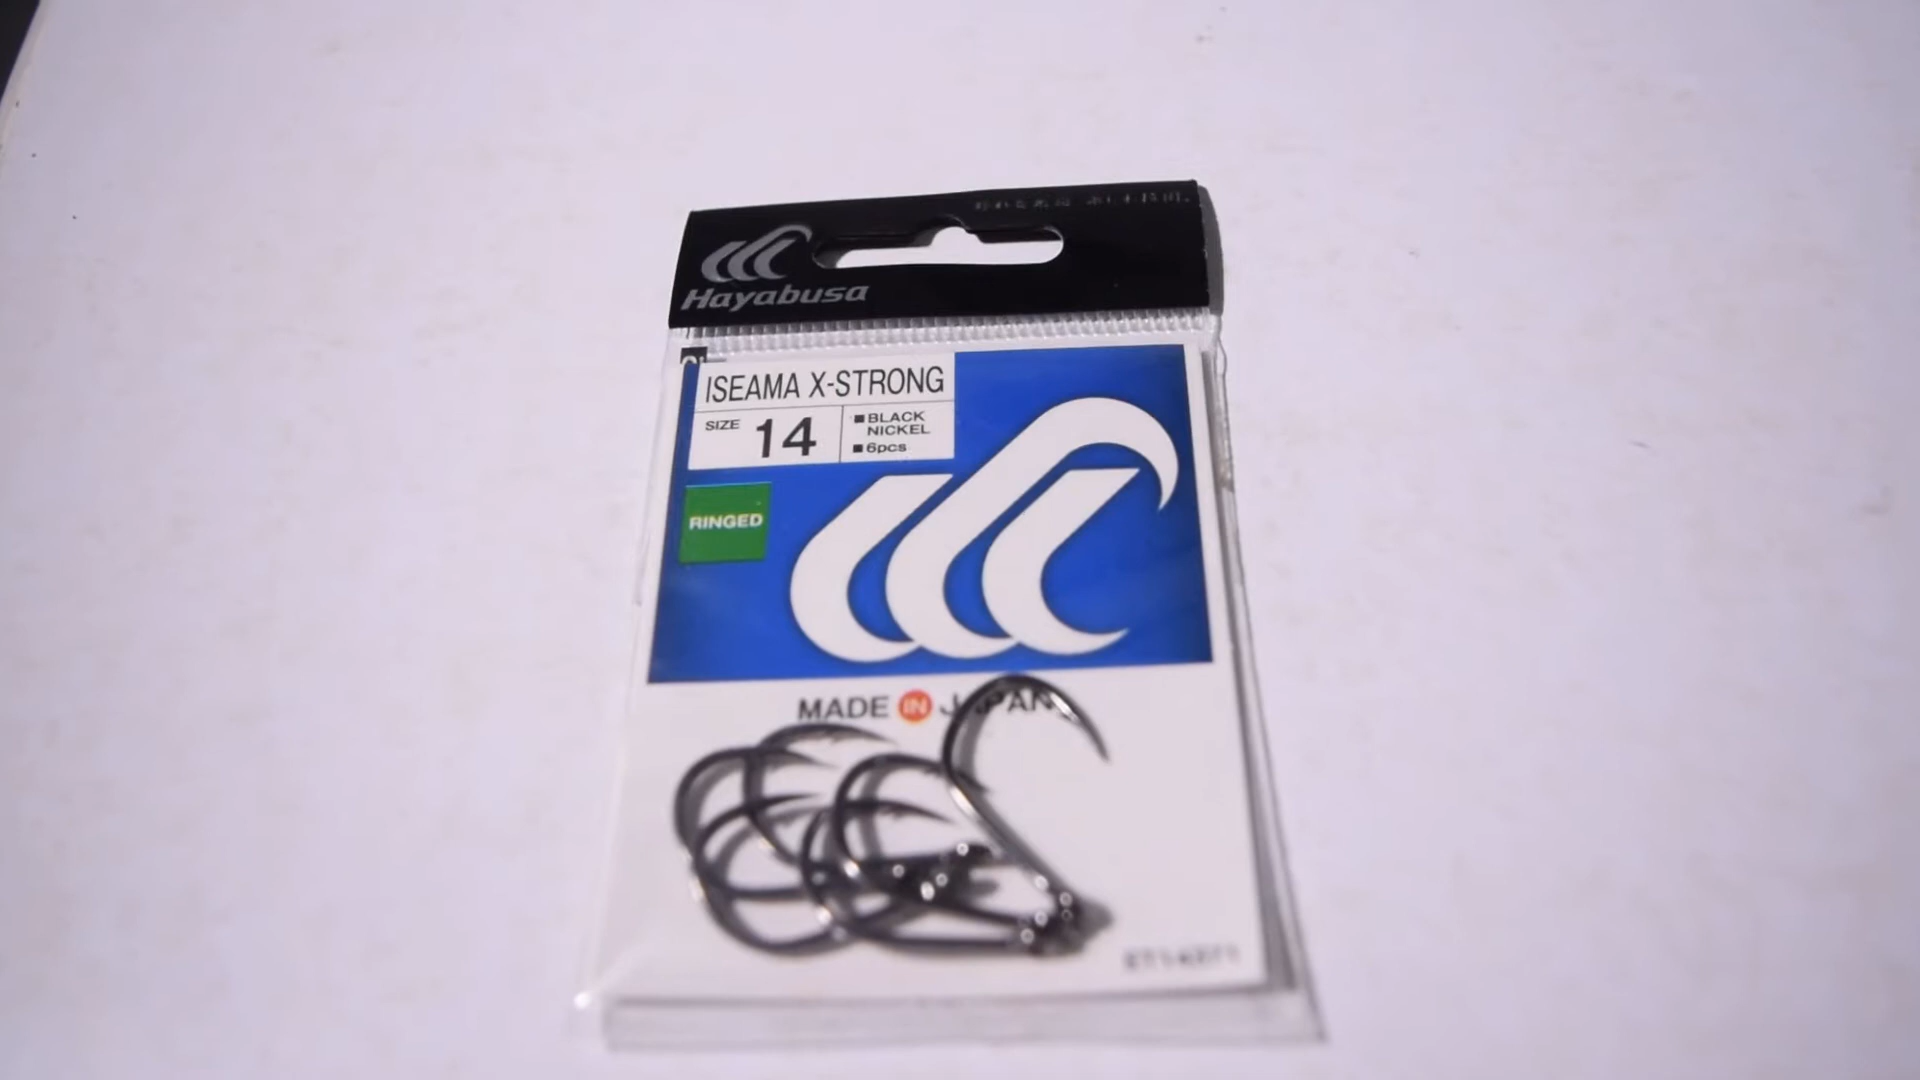 Hayabusa
ISEAMA X-STRONG
SIZE 14
■BLACK
NICKEL
■6pcs
RINGED
MADE IN JAPAN